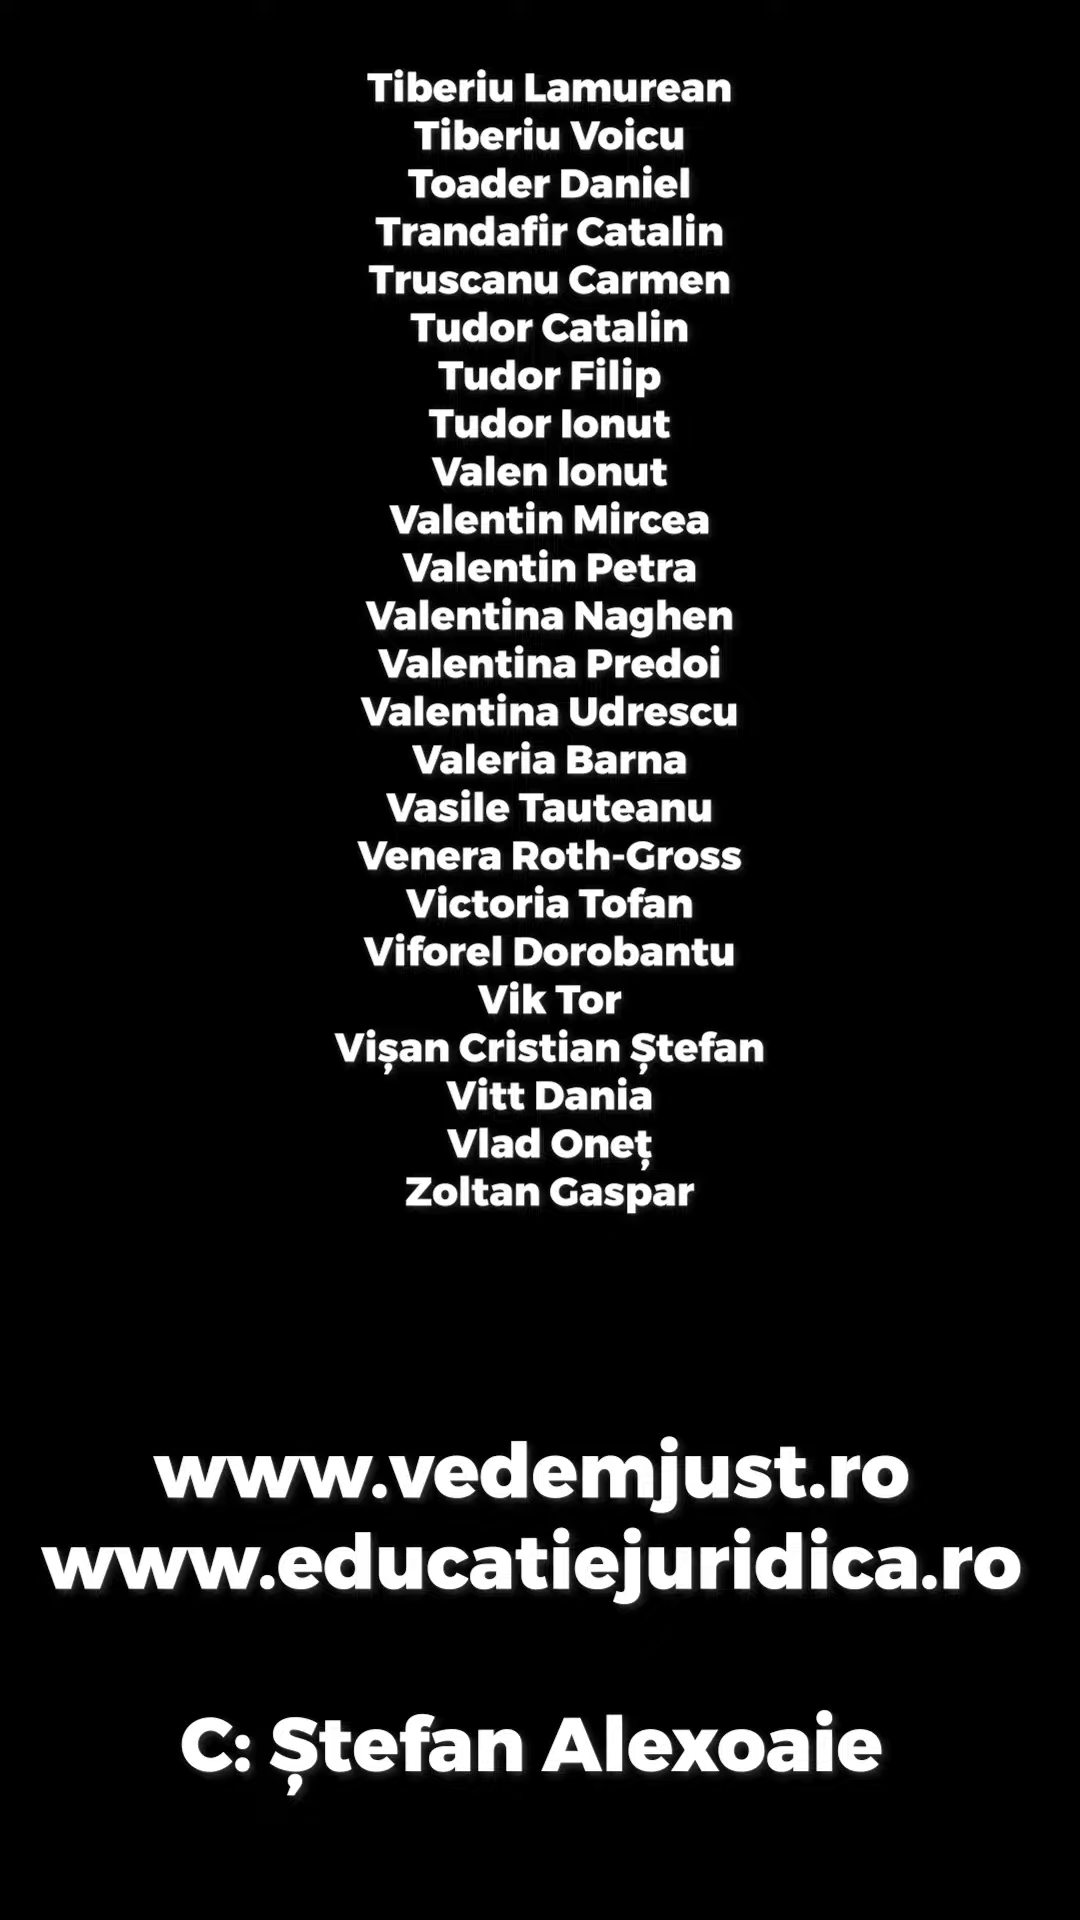 Tiberiu Lamurean
Tiberiu Voicu
Toader Daniel
Trandafir Catalin
Truscanu Carmen
Tudor Catalin
Tudor Filip
Tudor Ionut
Valen Ionut
Valentin Mircea
Valentin Petra
Valentina Naghen
Valentina Predoi
Valentina Udrescu
Valeria Barna
Vasile Tauteanu
Venera Roth-Gross
Victoria Tofan
Viforel Dorobantu
Vik Tor
Vișan Cristian Ștefan
Vitt Dania
Vlad Oneț
Zoltan Gaspar
www.vedemjust.ro
www.educatiejuridica.ro
C: Ștefan Alexoaie